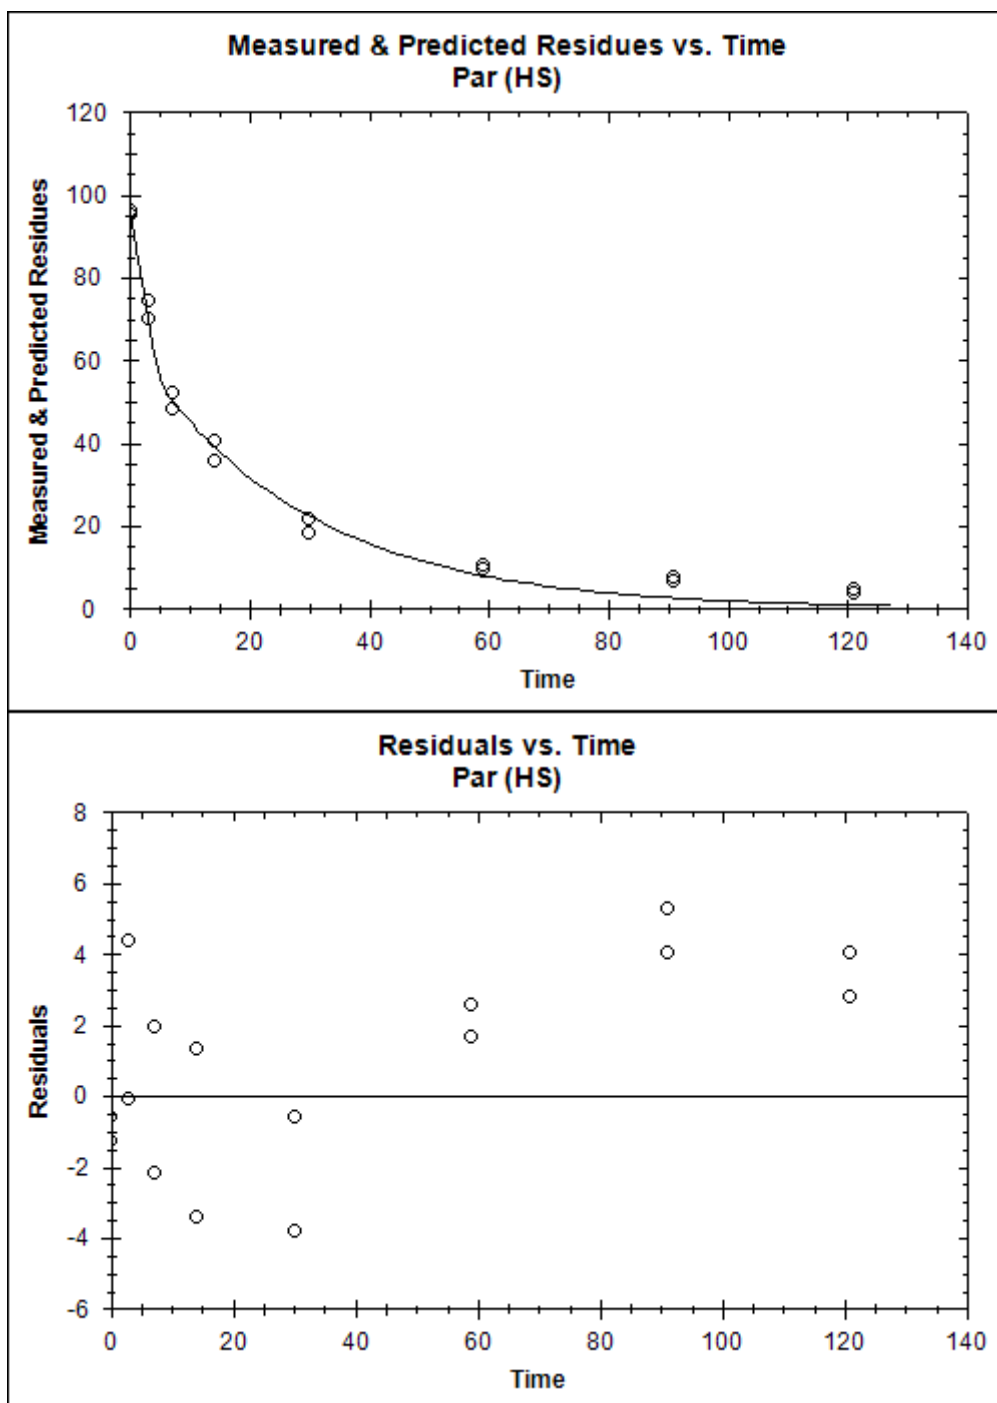 Measured & Predicted Residues vs. Time
Par (HS)
Measured & Predicted Residues
120
100
80
60
40
20
0
0 20 40 60 80 100 120 140
Time
Residuals vs. Time
Par (HS)
Residuals
8
6
4
2
0
-2
-4
-6
0 20 40 60 80 100 120 140
Time